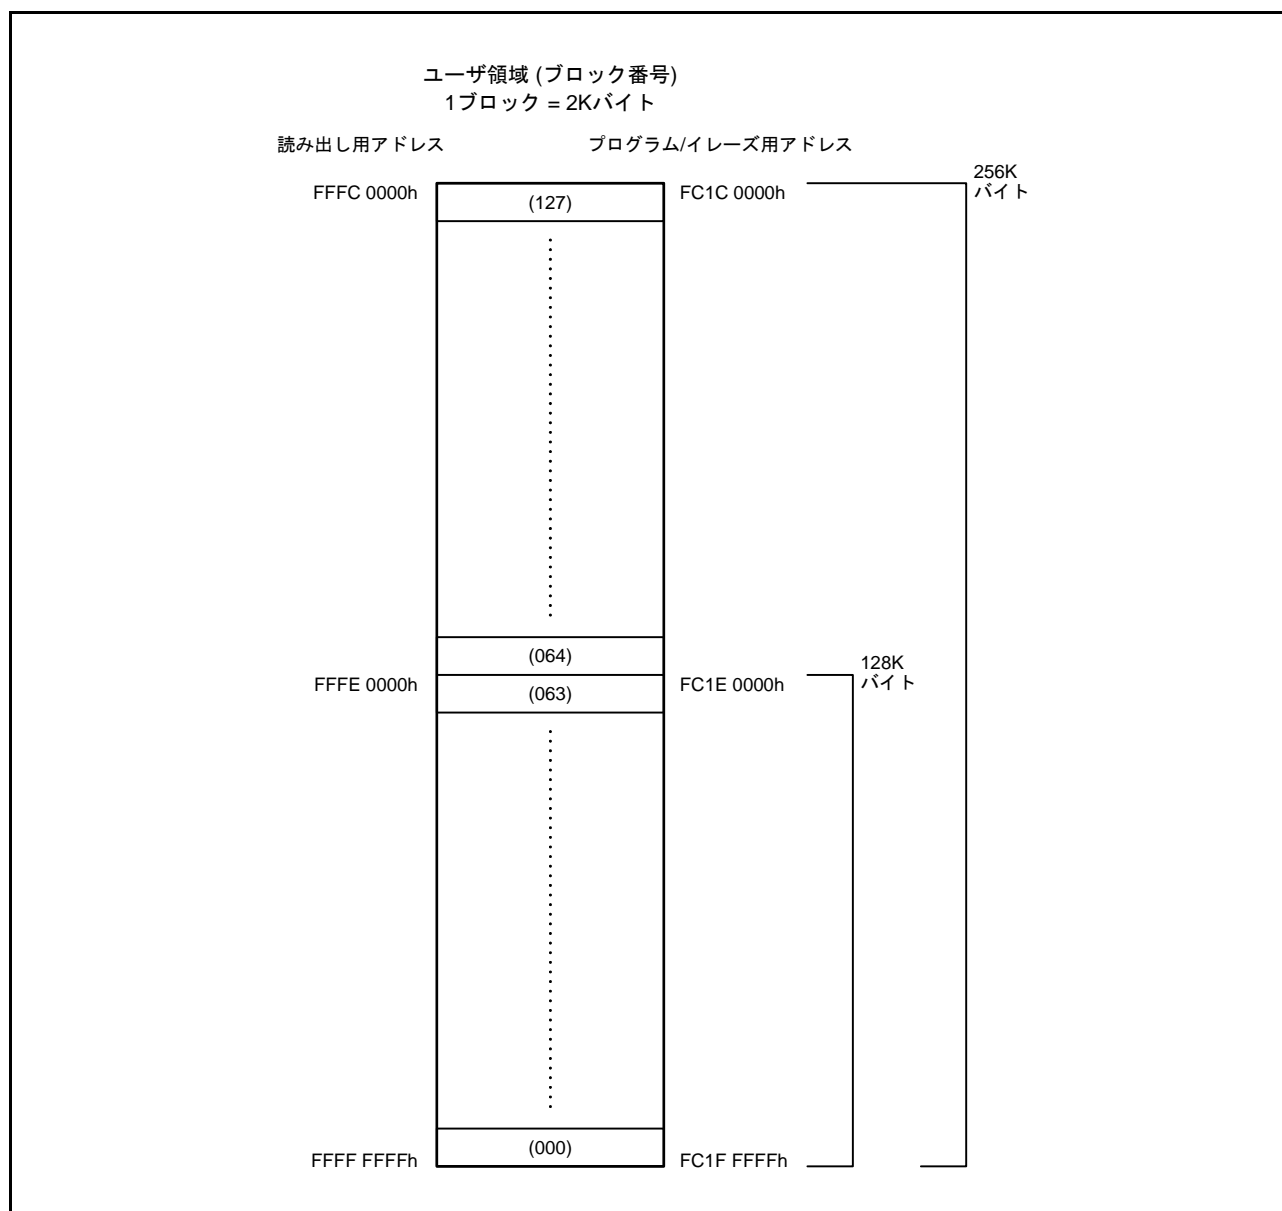 ユーザ領域 (ブロック番号)
1ブロック = 2Kバイト
読み出し用アドレス
プログラム/イレーズ用アドレス
256K
バイト
FFFC 0000h
(127)
FC1C 0000h
(064)
128K
バイト
FFFE 0000h
(063)
FC1E 0000h
(000)
FFFF FFFFh
FC1F FFFFh